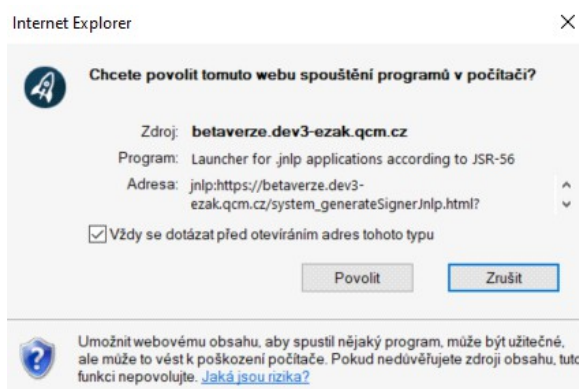 Internet Explorer
Chcete povolit tomuto webu spouštění programů v počítači?
Zdroj: betaverze.dev3-ezak.qcm.cz
Program: Launcher for .jnlp applications according to JSR-56
Adresa: jnlp:https://betaverze.dev3-
ezak.qcm.cz/system_generateSignerJnlp.html?
Vždy se dotázat před otevíráním adres tohoto typu
Povolit Zrušit
Umožnit webovému obsahu, aby spustil nějaký program, může být užitečné,
ale může to vést k poškození počítače. Pokud nedůvěřujete zdroji obsahu, tuto
funkci nepovolujte. Jaká jsou rizika?